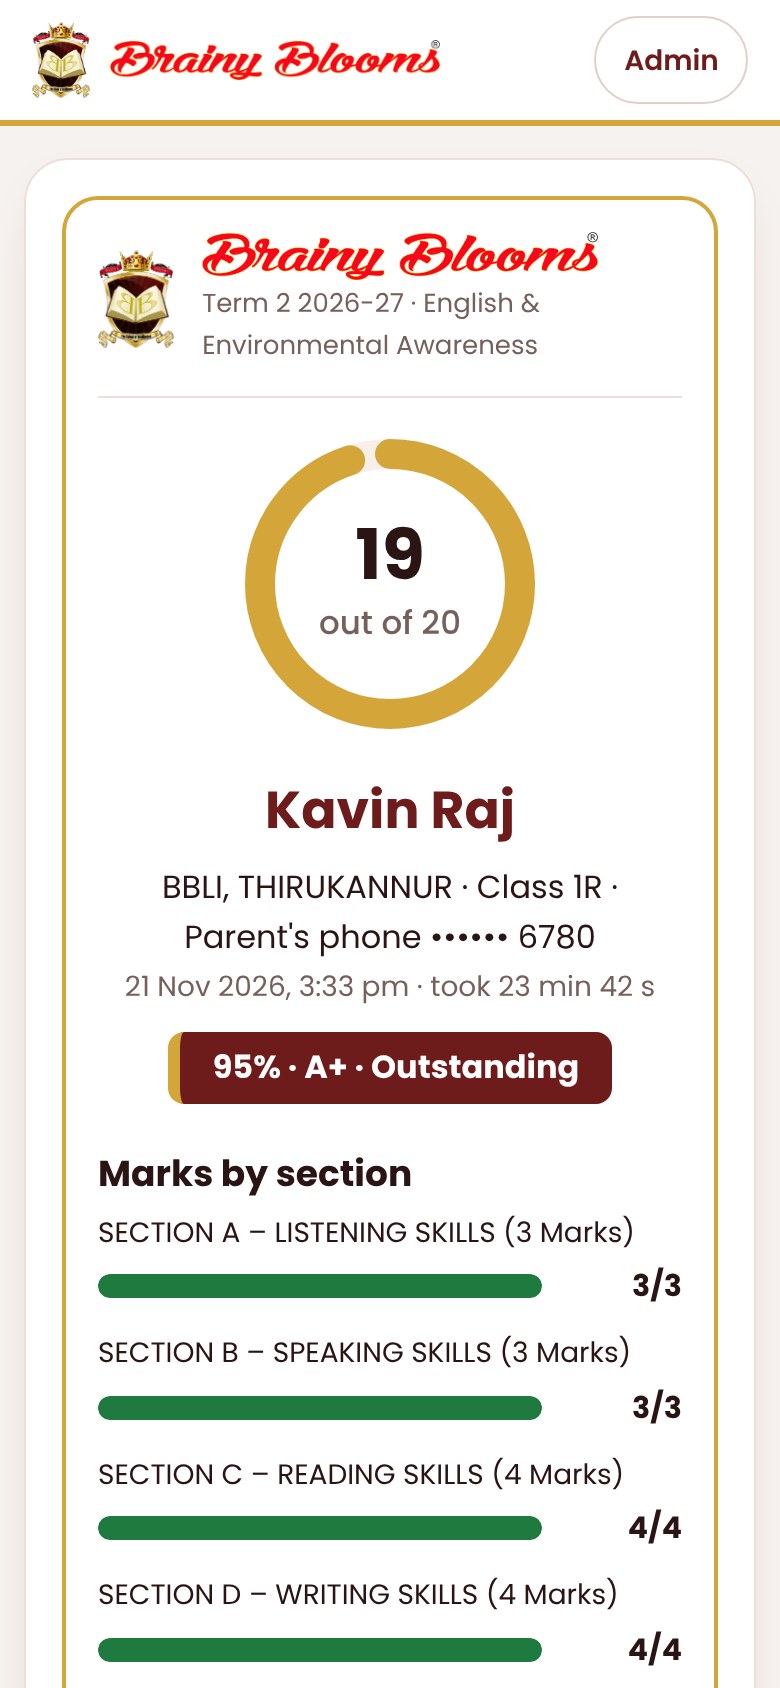 Brainy Blooms®
Admin
Brainy Blooms®
Term 2 2026-27 · English &
Environmental Awareness
19
out of 20
Kavin Raj
BBLI, THIRUKANNUR · Class 1R ·
Parent's phone •••••• 6780
21 Nov 2026, 3:33 pm · took 23 min 42 s
95% · A+ · Outstanding
Marks by section
SECTION A – LISTENING SKILLS (3 Marks)
3/3
SECTION B – SPEAKING SKILLS (3 Marks)
3/3
SECTION C – READING SKILLS (4 Marks)
4/4
SECTION D – WRITING SKILLS (4 Marks)
4/4